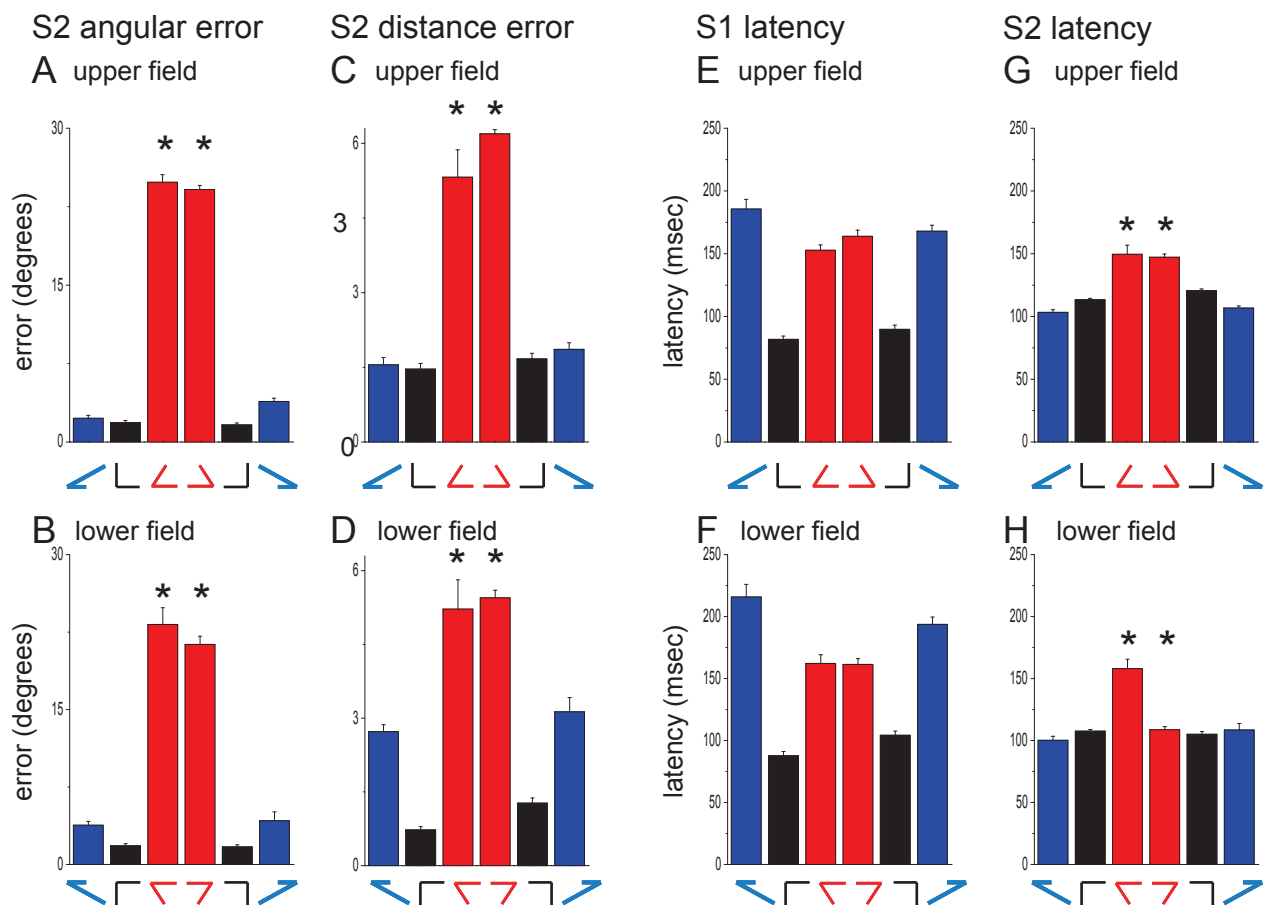 S2 angular error
S2 distance error
S1 latency
S2 latency
A upper field
C upper field
E upper field
G upper field
error (degrees)
30
15
0
* *
6
3
3
0
0
* *
latency (msec)
250
200
150
100
50
0
250
200
150
100
50
0
* *
B lower field
D lower field
F lower field
H lower field
error (degrees)
30
15
0
* *
6
3
0
* *
latency (msec)
250
200
150
100
50
0
250
200
150
100
50
0
* *